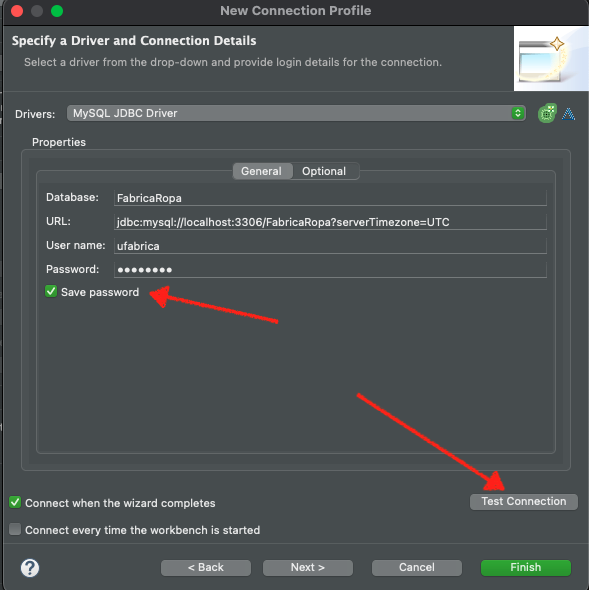 New Connection Profile
Specify a Driver and Connection Details
Select a driver from the drop-down and provide login details for the connection.
Drivers: MySQL JDBC Driver
Properties
General Optional
Database: FabricaRopa
URL: jdbc:mysql://localhost:3306/FabricaRopa?serverTimezone=UTC
User name: ufabrica
Password: ●●●●●●●●
Save password
Connect when the wizard completes Test Connection
Connect every time the workbench is started
? < Back Next > Cancel Finish